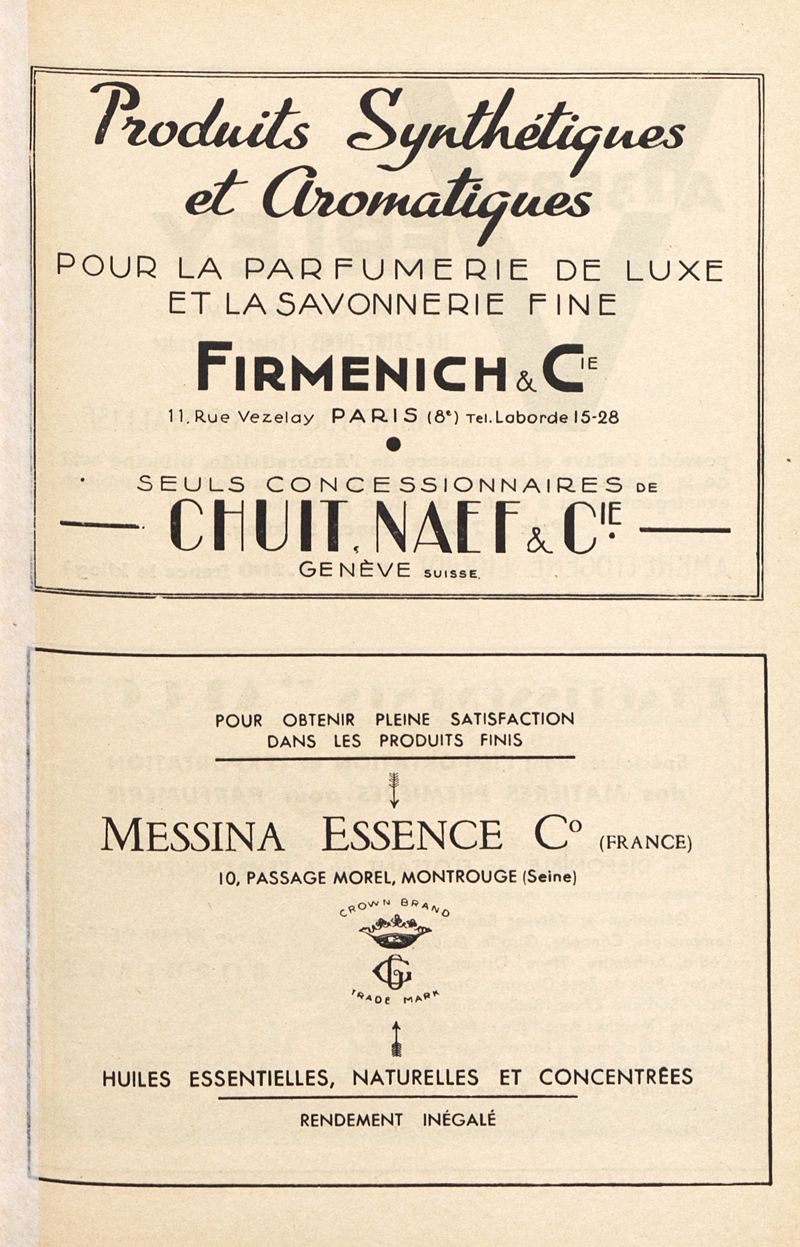 Produits Synthétiques
et Aromatiques
POUR LA PARFUMERIE DE LUXE
ET LA SAVONNERIE FINE
FIRMENICH & CIE
11, Rue Vezelay PARIS (8e) Tel. Laborde 15-28
SEULS CONCESSIONNAIRES DE
CHUIT, NAEF & CIE
GENÈVE SUISSE.
POUR OBTENIR PLEINE SATISFACTION
DANS LES PRODUITS FINIS
MESSINA ESSENCE Co (FRANCE)
10, PASSAGE MOREL, MONTROUGE (Seine)
CROWN BRAND
TRADE MARK
HUILES ESSENTIELLES, NATURELLES ET CONCENTRÉES
RENDEMENT INÉGALÉ